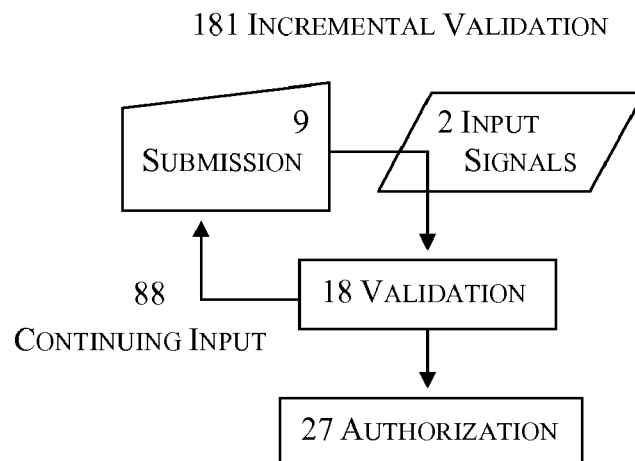 181 INCREMENTAL VALIDATION
9
SUBMISSION
2 INPUT
SIGNALS
18 VALIDATION
88
CONTINUING INPUT
27 AUTHORIZATION